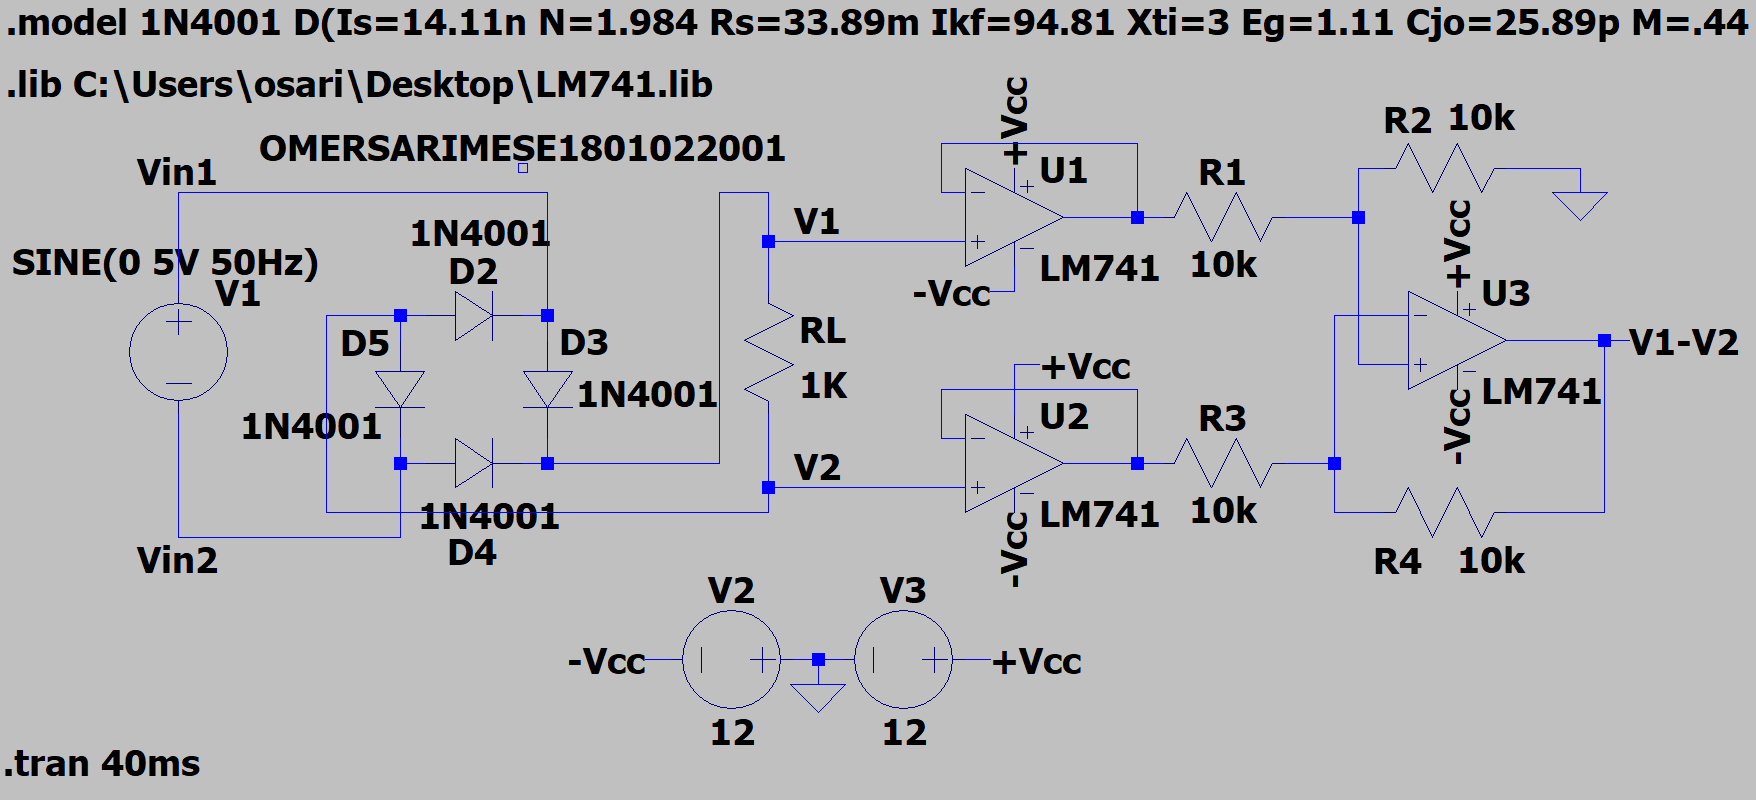 .model 1N4001 D(Is=14.11n N=1.984 Rs=33.89m Ikf=94.81 Xti=3 Eg=1.11 Cjo=25.89p M=.44
.lib C:\Users\osari\Desktop\LM741.lib
OMERSARIMESE1801022001
Vin1
SINE(0 5V 50Hz)
V1
1N4001
D2
D5
1N4001
D3
1N4001
1N4001
D4
Vin2
V1
RL
1K
V2
+Vcc
U1
LM741
-Vcc
R1
10k
R2 10k
+Vcc
U2
LM741
-Vcc
R3
10k
+Vcc
U3
LM741
-Vcc
V1-V2
R4 10k
V2
-Vcc
12
V3
+Vcc
12
.tran 40ms